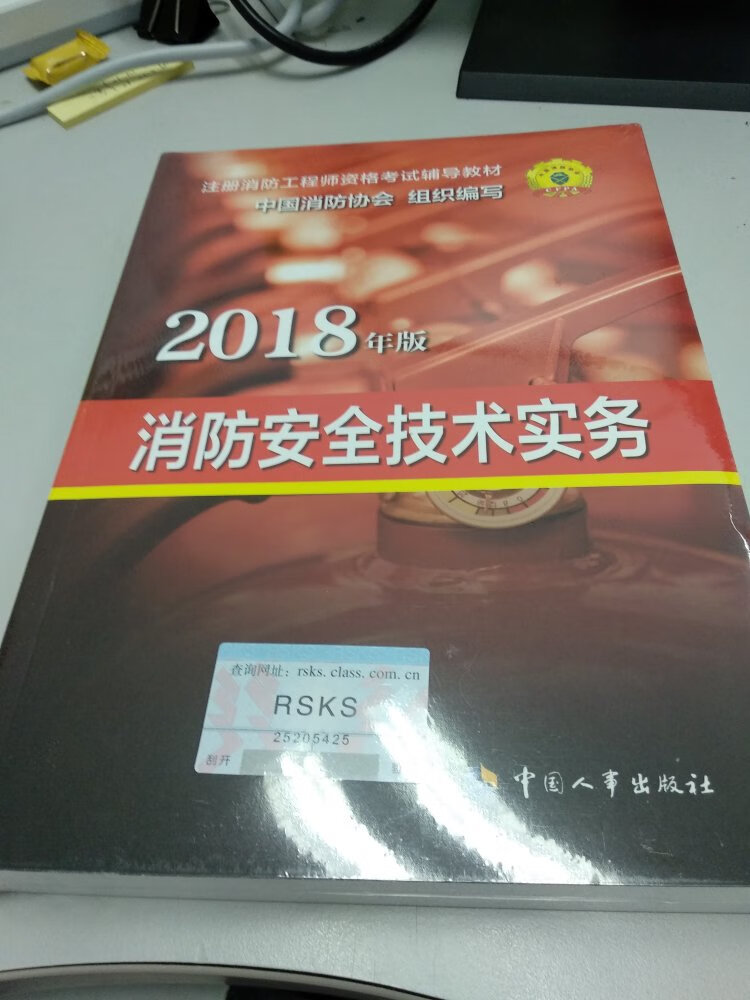 注册消防工程师资格考试辅导教材
中国消防协会 组织编写
2018年版
消防安全技术实务
查询网址：rsks.class.com.cn
RSKS
25205425
刮开
中国人事出版社